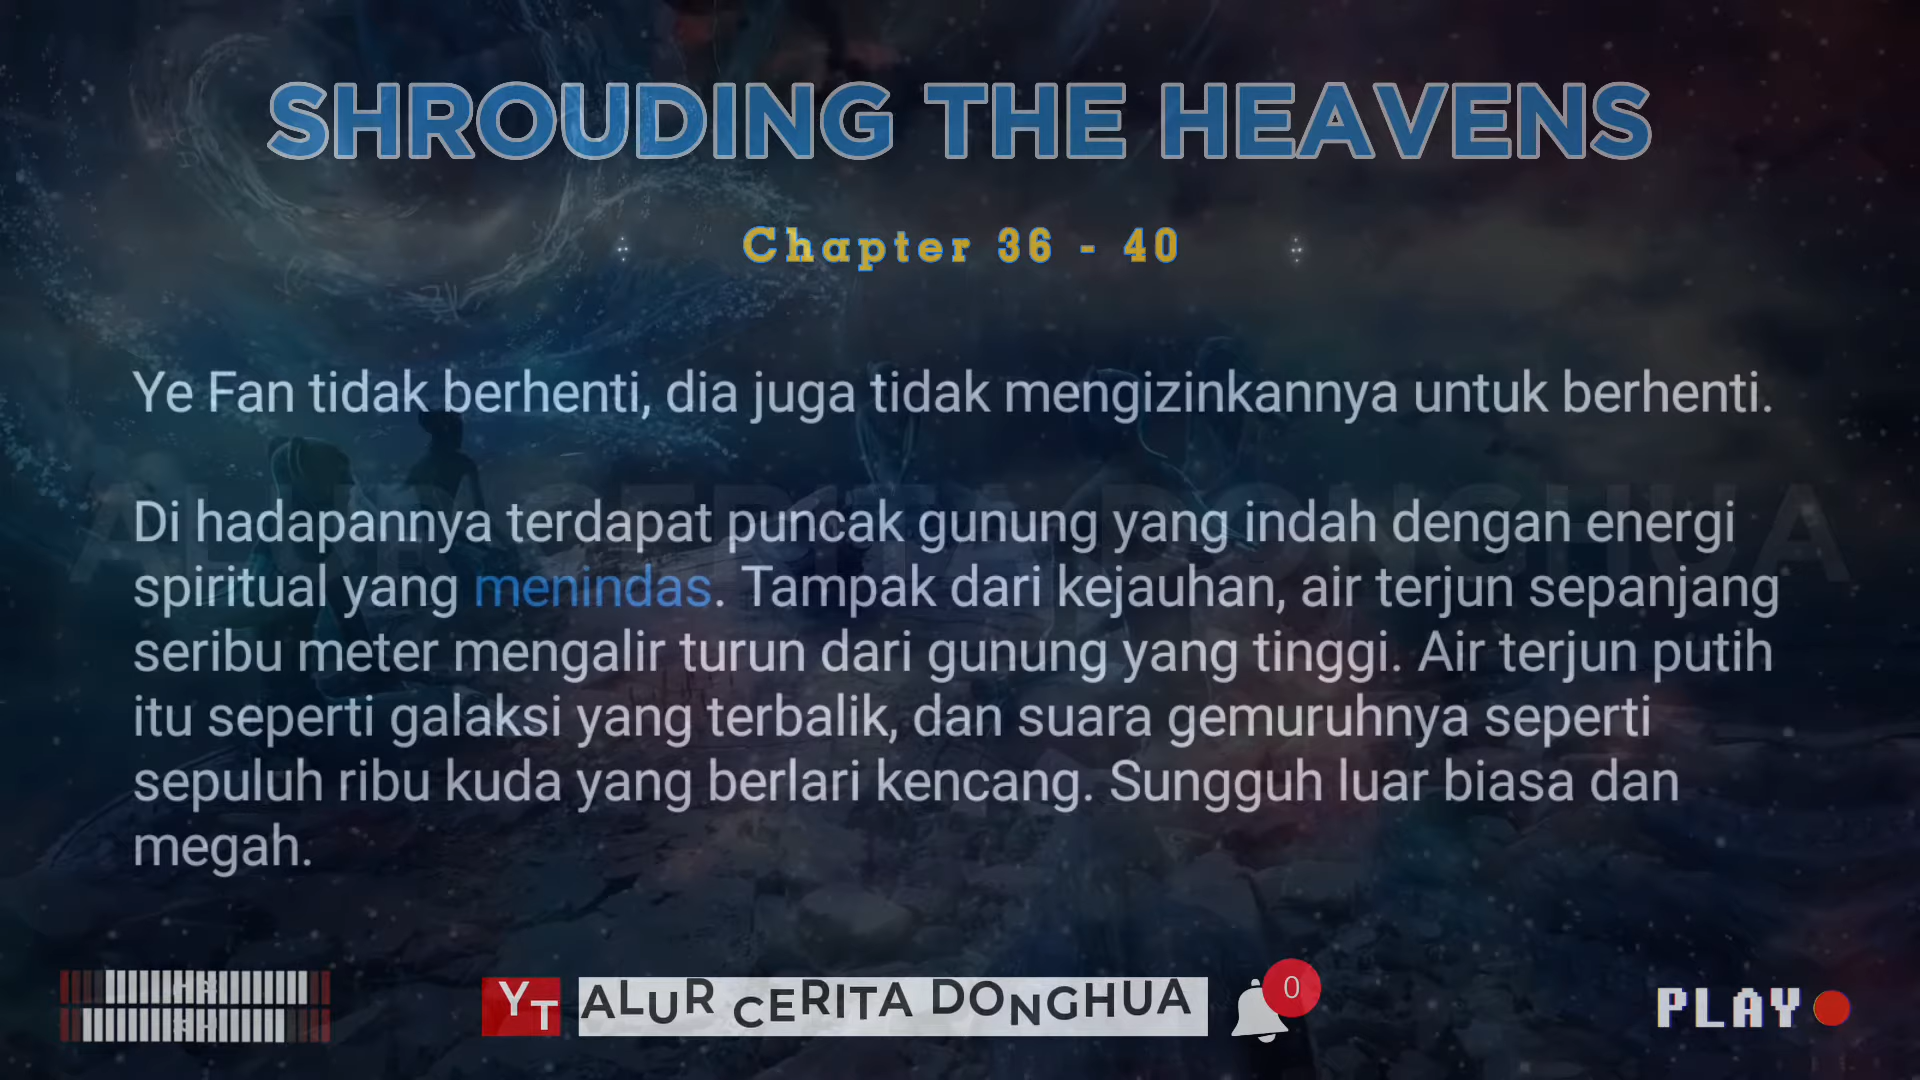 SHROUDING THE HEAVENS
Chapter 36 - 40
Ye Fan tidak berhenti, dia juga tidak mengizinkannya untuk berhenti.
Di hadapannya terdapat puncak gunung yang indah dengan energi
spiritual yang menindas. Tampak dari kejauhan, air terjun sepanjang
seribu meter mengalir turun dari gunung yang tinggi. Air terjun putih
itu seperti galaksi yang terbalik, dan suara gemuruhnya seperti
sepuluh ribu kuda yang berlari kencang. Sungguh luar biasa dan
megah.
ALUR CERITA DONGHUA
YT ALUR CERITA DONGHUA 0
PLAY